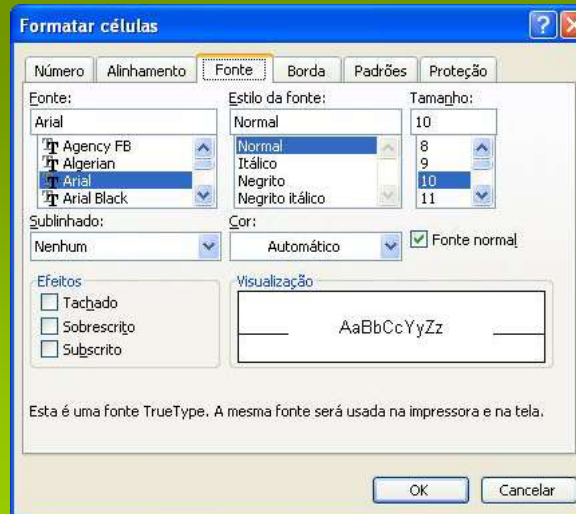 Formatar células
Número Alinhamento Fonte Borda Padrões Proteção
Fonte: Estilo da fonte: Tamanho:
Arial Normal 10
Agency FB Normal 8
Algerian Itálico 9
Arial Negrito 10
Arial Black Negrito itálico 11
Sublinhado: Cor:
Nenhum Automático Fonte normal
Efeitos Visualização
Tachado
Sobrescrito AaBbCcYyZz
Subscrito
Esta é uma fonte TrueType. A mesma fonte será usada na impressora e na tela.
OK Cancelar